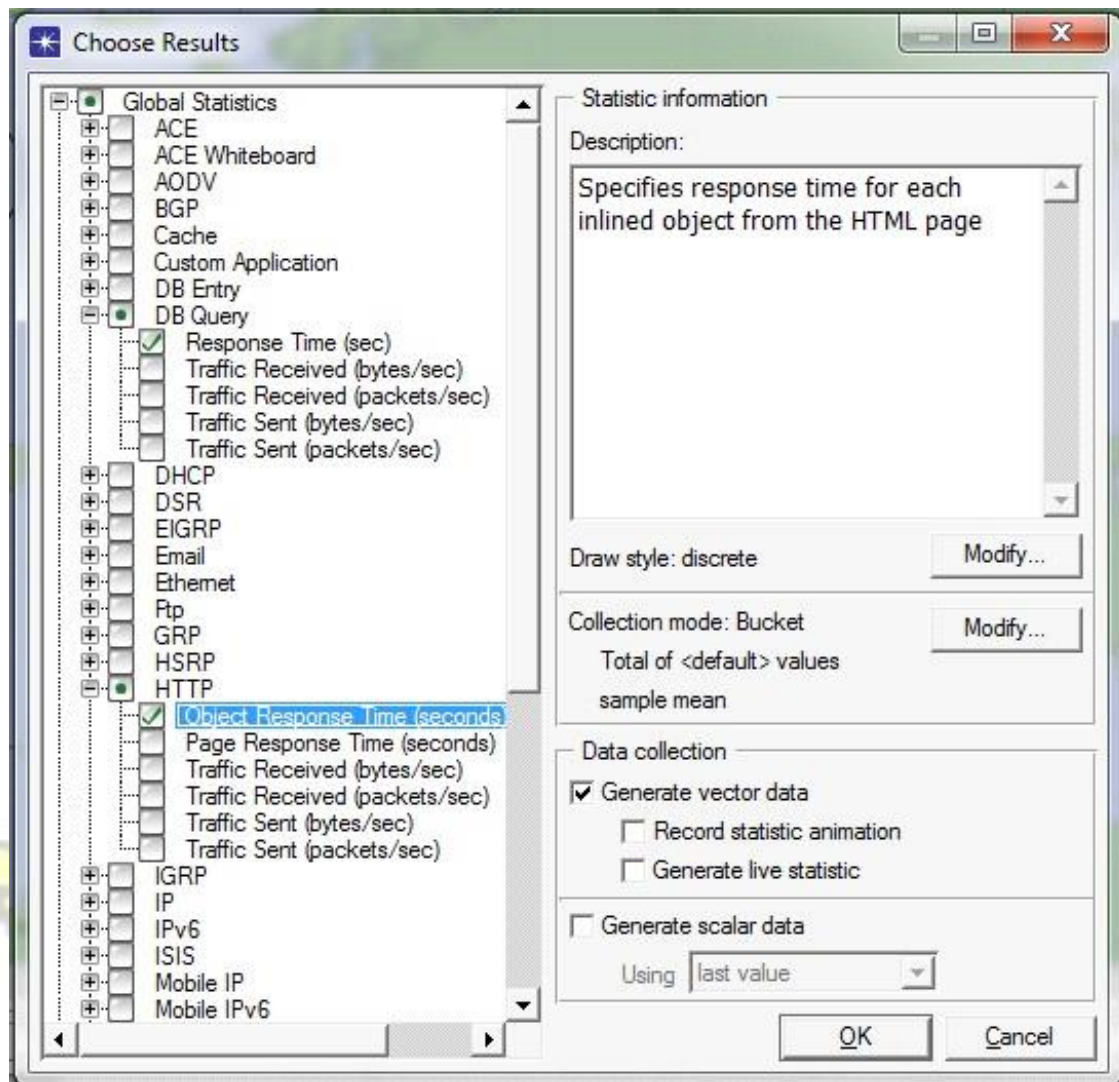 Choose Results
Global Statistics
ACE
ACE Whiteboard
AODV
BGP
Cache
Custom Application
DB Entry
DB Query
Response Time (sec)
Traffic Received (bytes/sec)
Traffic Received (packets/sec)
Traffic Sent (bytes/sec)
Traffic Sent (packets/sec)
DHCP
DSR
EIGRP
Email
Ethernet
Ftp
GRP
HSRP
HTTP
Object Response Time (seconds
Page Response Time (seconds)
Traffic Received (bytes/sec)
Traffic Received (packets/sec)
Traffic Sent (bytes/sec)
Traffic Sent (packets/sec)
IGRP
IP
IPv6
ISIS
Mobile IP
Mobile IPv6
Statistic information
Description:
Specifies response time for each
inlined object from the HTML page
Draw style: discrete
Modify...
Collection mode: Bucket
Modify...
Total of <default> values
sample mean
Data collection
Generate vector data
Record statistic animation
Generate live statistic
Generate scalar data
Using last value
OK
Cancel